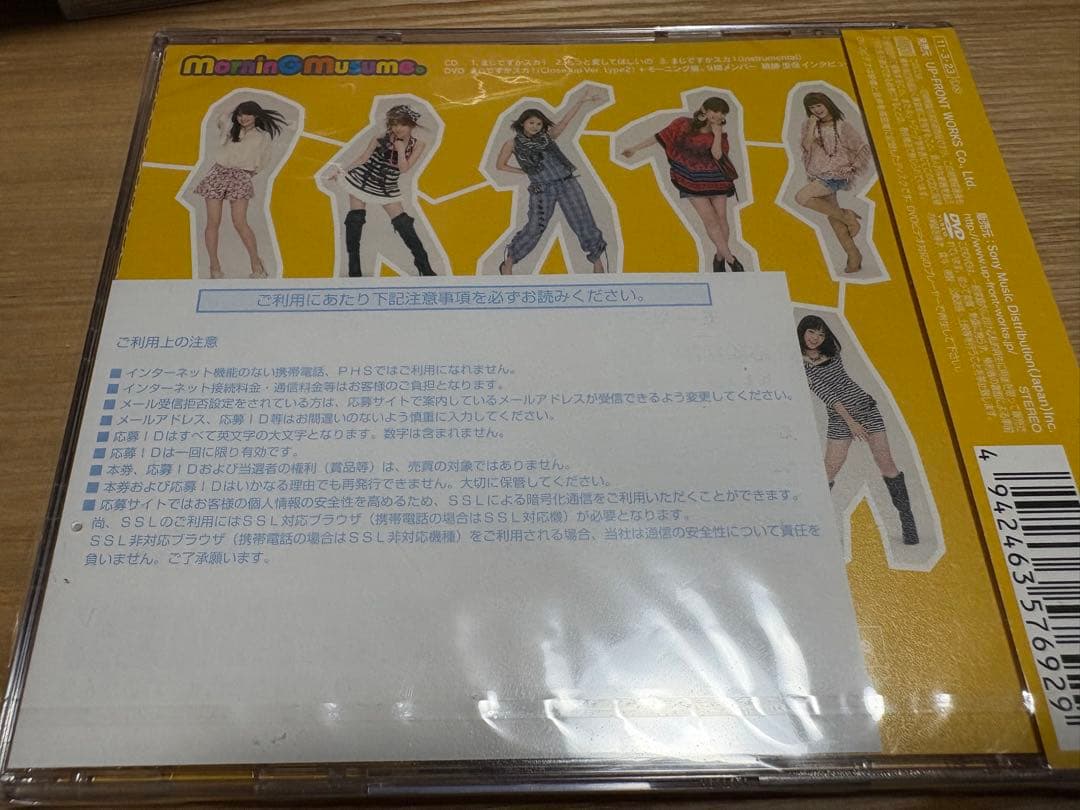 MorninG Musume。
CD 1. まじですかスカ! 2. もっと愛してほしいの 3. まじですかスカ!(Instrumental)
DVD まじですかスカ!(Close-up Ver. type2) + モーニング娘。9期メンバー
ご利用にあたり下記注意事項を必ずお読みください。
ご利用上の注意
■インターネット機能のない携帯電話、PHSではご利用になれません。
■インターネット接続料金・通信料金等はお客様のご負担となります。
■メール受信拒否設定をされている方は、応募サイトで案内しているメールアドレスが受信できるよう変更してください。
■メールアドレス、応募ID等はお間違いのないよう慎重に入力してください。
■応募IDはすべて英文字の大文字となります。数字は含まれません。
■応募IDは一回に限り有効です。
■本券、応募IDおよび当選者の権利(賞品等)は、売買の対象ではありません。
■本券および応募IDはいかなる理由でも再発行できません。大切に保管してください。
■応募サイトではお客様の個人情報の安全性を高めるため、SSLによる暗号化通信をご利用いただくことができます。
尚、SSLのご利用にはSSL対応ブラウザ(携帯電話の場合はSSL対応機)が必要となります。
SSL非対応ブラウザ(携帯電話の場合はSSL非対応機種)をご利用される場合、当社は通信の安全性について責任を
負いません。ご了承願います。
11・3・23
発売元:UP-FRONT WORKS Co., Ltd.
販売元:Sony Music Distribution(Japan)Inc.
http://www.up-front-works.jp/
STEREO
DVD
4 942463 576929